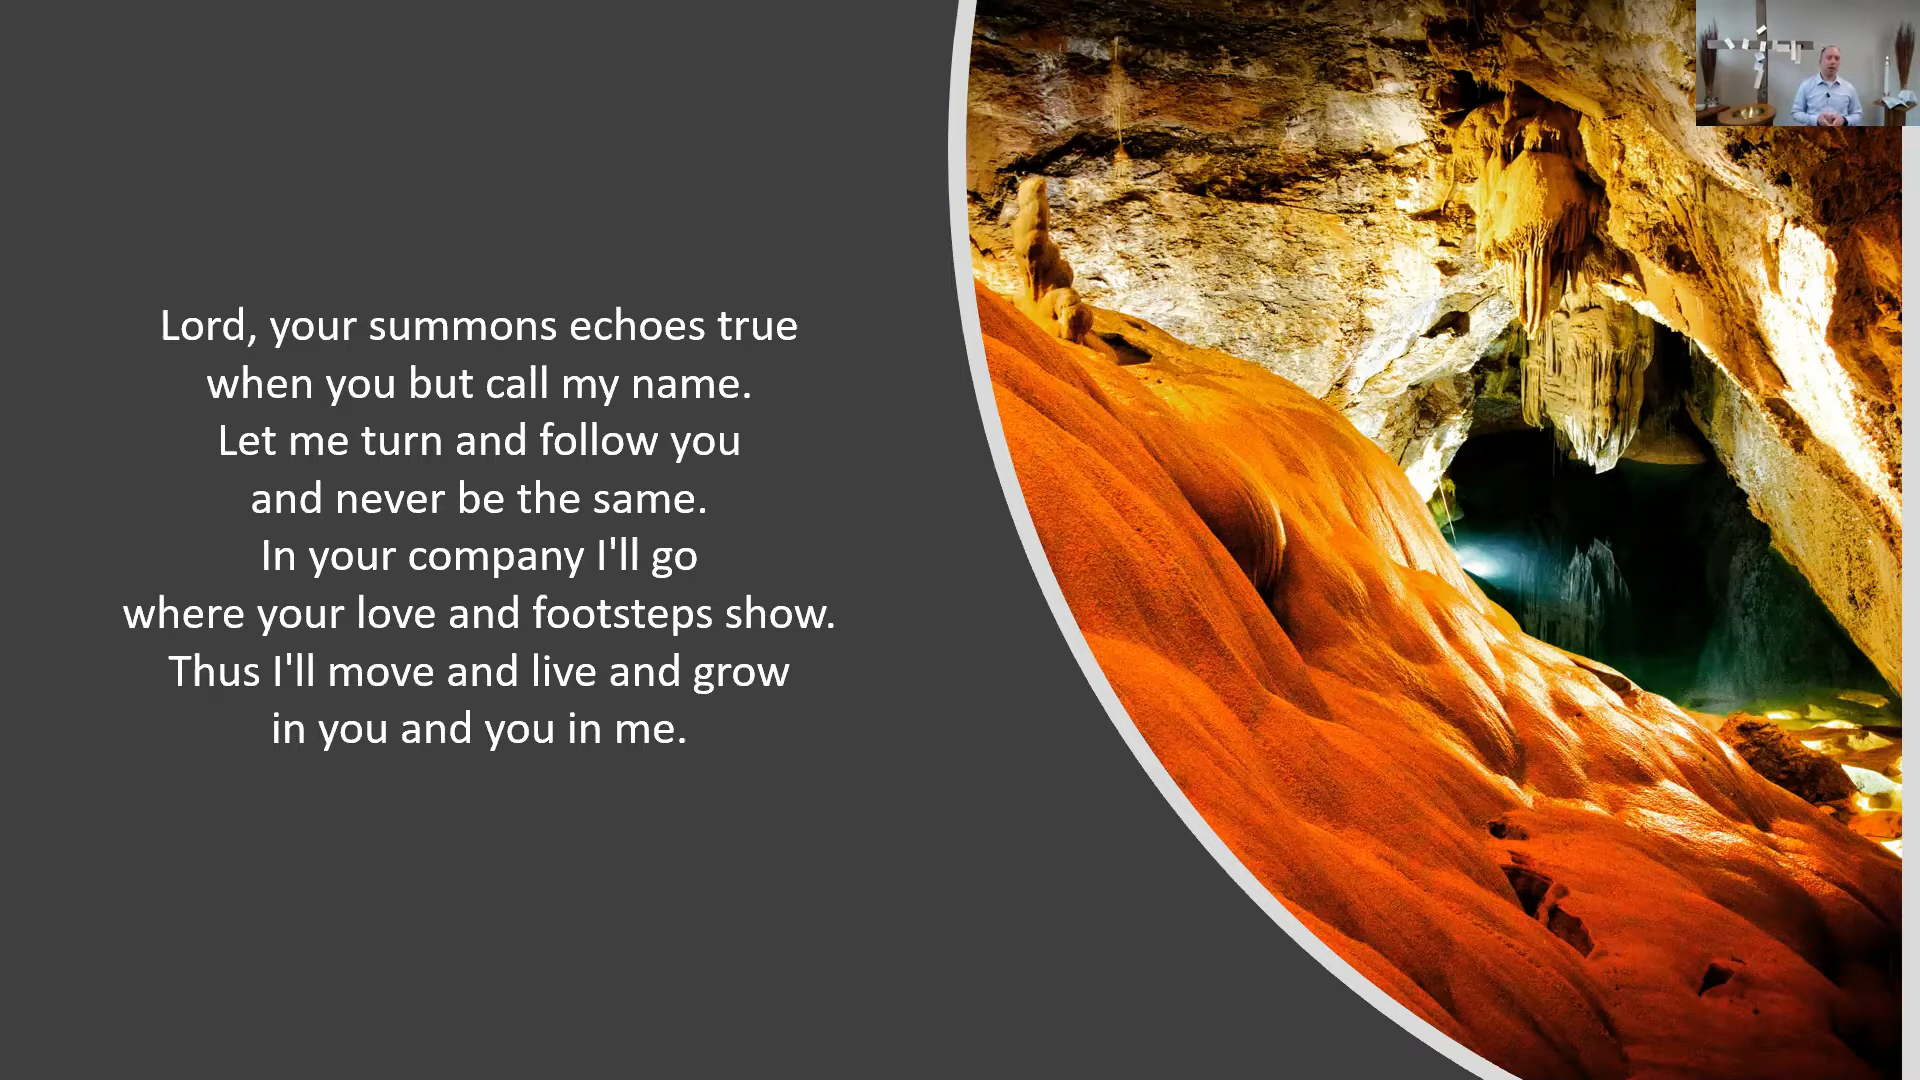 Lord, your summons echoes true
when you but call my name.
Let me turn and follow you
and never be the same.
In your company I'll go
where your love and footsteps show.
Thus I'll move and live and grow
in you and you in me.